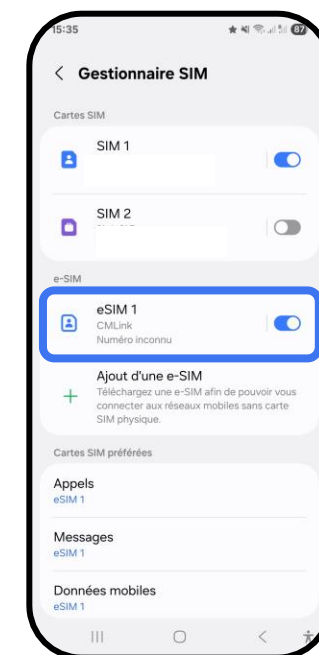 15:35
87
Gestionnaire SIM
Cartes SIM
SIM 1
SIM 2
e-SIM
eSIM 1
CMLink
Numéro inconnu
Ajout d'une e-SIM
Téléchargez une e-SIM afin de pouvoir vous
connecter aux réseaux mobiles sans carte
SIM physique.
Cartes SIM préférées
Appels
eSIM 1
Messages
eSIM 1
Données mobiles
eSIM 1